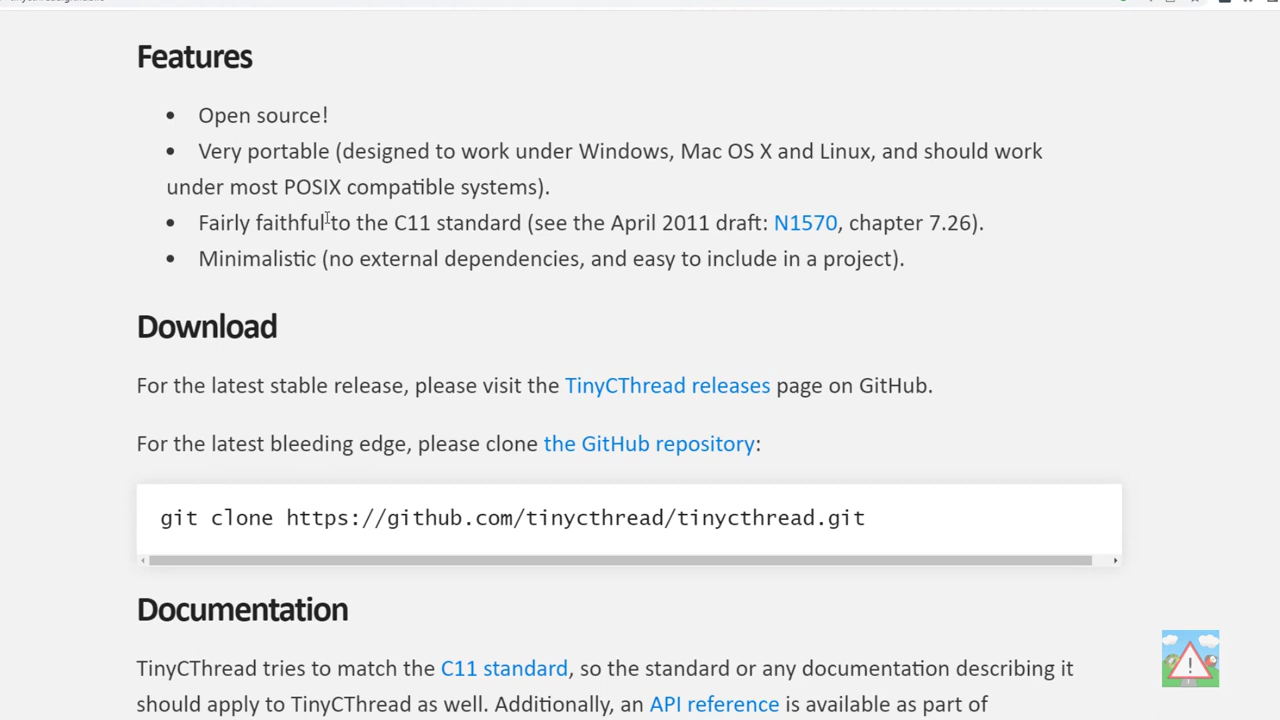 Features
• Open source!
• Very portable (designed to work under Windows, Mac OS X and Linux, and should work
under most POSIX compatible systems).
• Fairly faithful to the C11 standard (see the April 2011 draft: N1570, chapter 7.26).
• Minimalistic (no external dependencies, and easy to include in a project).
Download
For the latest stable release, please visit the TinyCThread releases page on GitHub.
For the latest bleeding edge, please clone the GitHub repository:
git clone https://github.com/tinycthread/tinycthread.git
Documentation
TinyCThread tries to match the C11 standard, so the standard or any documentation describing it
should apply to TinyCThread as well. Additionally, an API reference is available as part of